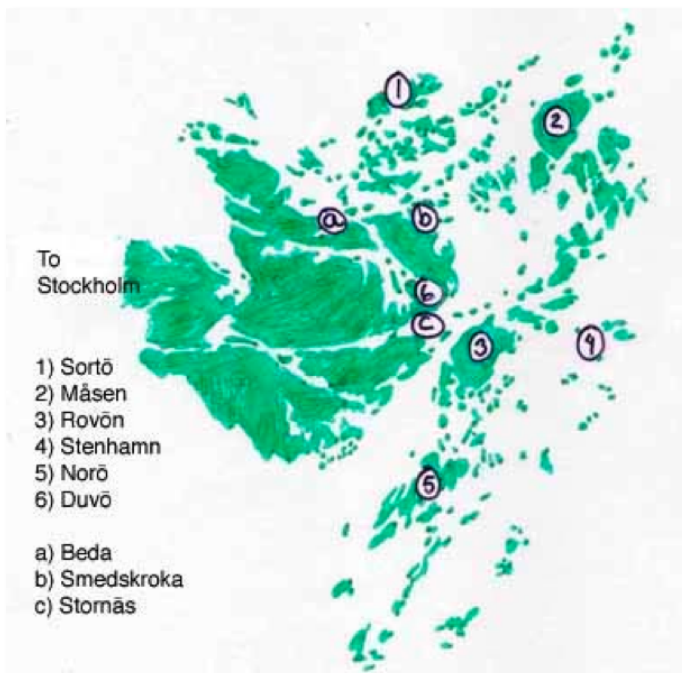 1
2
a
b
To
Stockholm
6
c
3
4
1) Sortö
2) Måsen
3) Rovön
4) Stenhamn
5) Norö
6) Duvö
5
a) Beda
b) Smedskroka
c) Stornäs